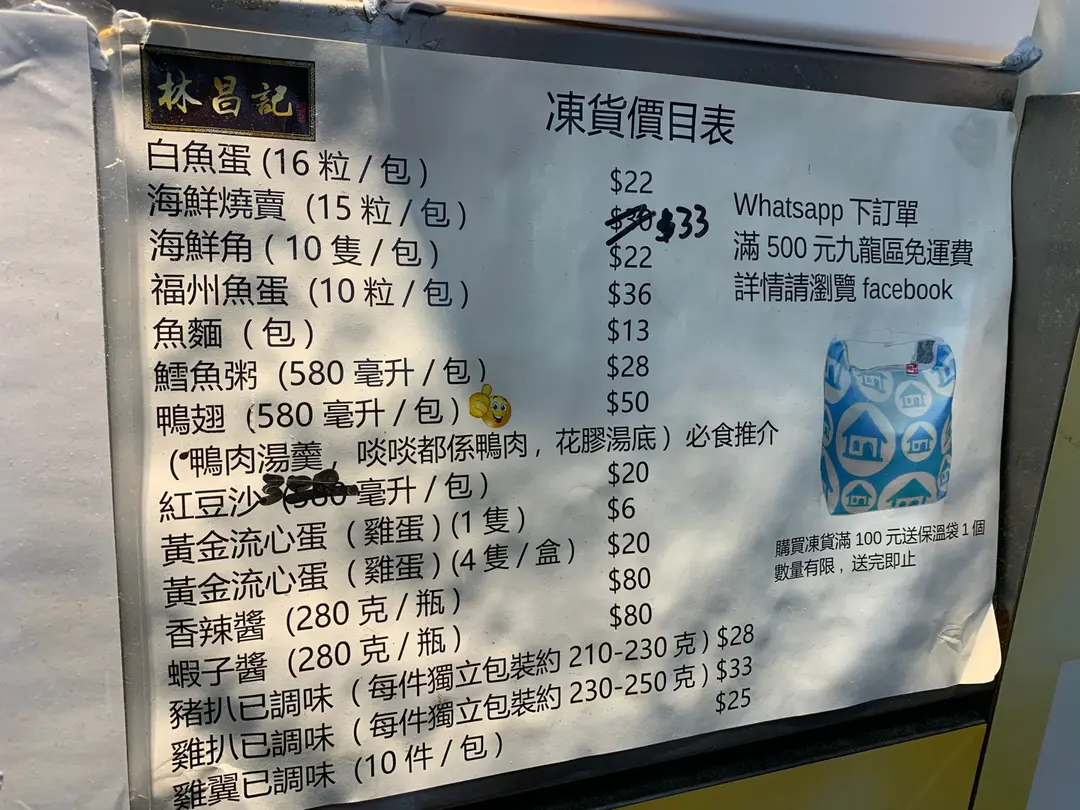 林昌記
凍貨價目表
白魚蛋 (16 粒 / 包) $22
海鮮燒賣 (15 粒 / 包) $30 $33
海鮮角 ( 10 隻 / 包) $22
福州魚蛋 (10 粒 / 包) $36
魚麵 ( 包 ) $13
鱈魚粥 (580 毫升 / 包) $28
鴨翅 (580 毫升 / 包) $50
(鴨肉湯羹, 啖啖都係鴨肉, 花膠湯底) 必食推介
紅豆沙 (580 毫升 / 包) $20
黃金流心蛋 ( 雞蛋 ) (1 隻 ) $6
黃金流心蛋 ( 雞蛋 ) (4 隻 / 盒 ) $20
香辣醬 (280 克 / 瓶) $80
蝦子醬 (280 克 / 瓶) $80
豬扒已調味 ( 每件獨立包裝約 210-230 克 ) $28
雞扒已調味 ( 每件獨立包裝約 230-250 克 ) $33
雞翼已調味 (10 件 / 包) $25
Whatsapp 下訂單
滿 500 元九龍區免運費
詳情請瀏覽 facebook
購買凍貨滿 100 元送保溫袋 1 個
數量有限, 送完即止